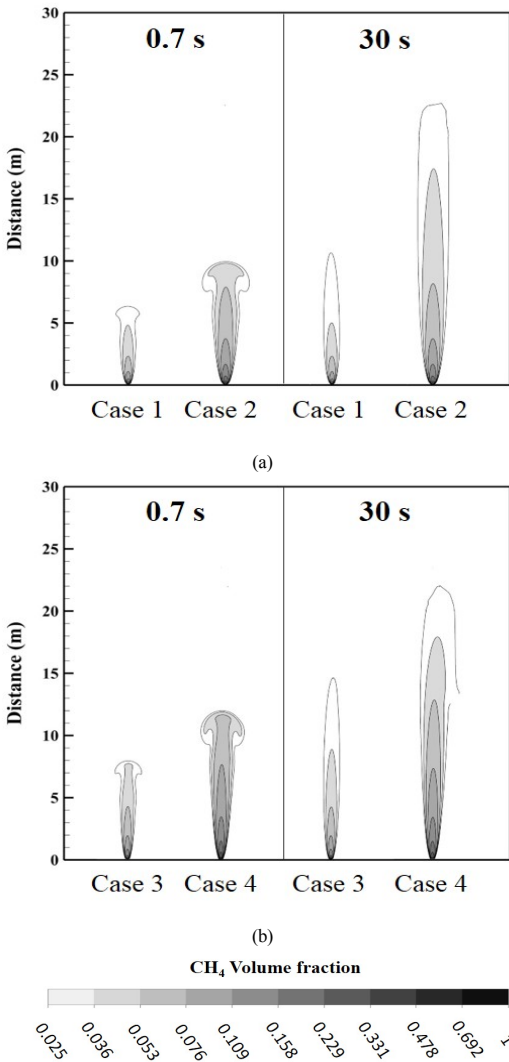 30
0.7 s
30 s
25
20
15
10
5
0
Distance (m)
Case 1 Case 2 Case 1 Case 2
(a)
30
0.7 s
30 s
25
20
15
10
5
0
Distance (m)
Case 3 Case 4 Case 3 Case 4
(b)
CH₄ Volume fraction
0.025 0.036 0.053 0.076 0.109 0.158 0.229 0.331 0.478 0.692 1